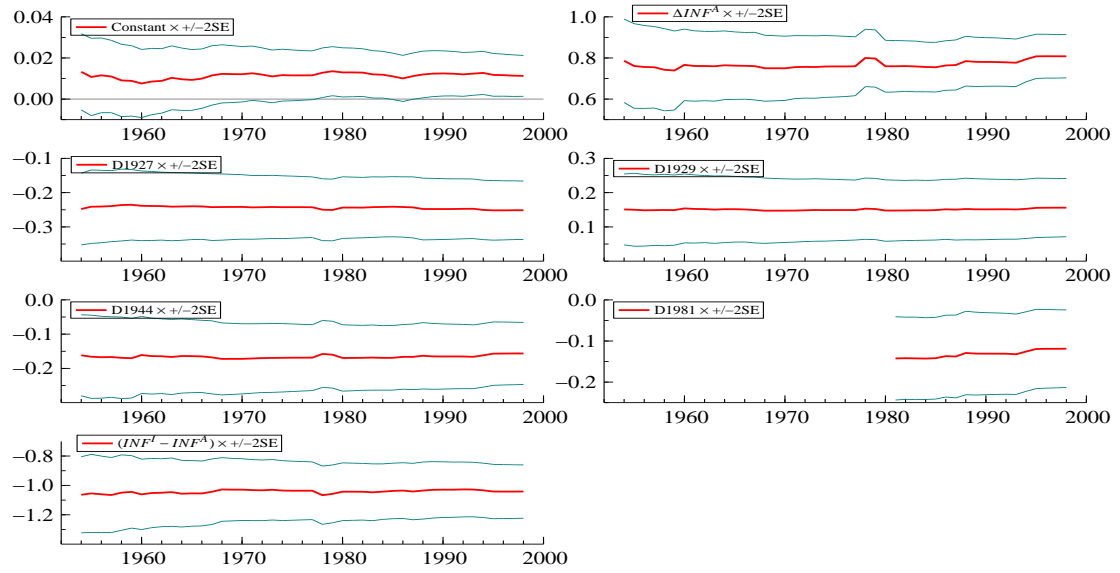 0.04
Constant × +/−2SE
0.02
0.00
1960 1970 1980 1990 2000
1.0
ΔINF^A × +/−2SE
0.8
0.6
1960 1970 1980 1990 2000
−0.1
D1927 × +/−2SE
−0.3
1960 1970 1980 1990 2000
0.3
D1929 × +/−2SE
0.2
0.1
1960 1970 1980 1990 2000
0.0
D1944 × +/−2SE
−0.1
−0.2
1960 1970 1980 1990 2000
0.0
D1981 × +/−2SE
−0.1
−0.2
1960 1970 1980 1990 2000
(INF^I − INF^A) × +/−2SE
−0.8
−1.0
−1.2
1960 1970 1980 1990 2000